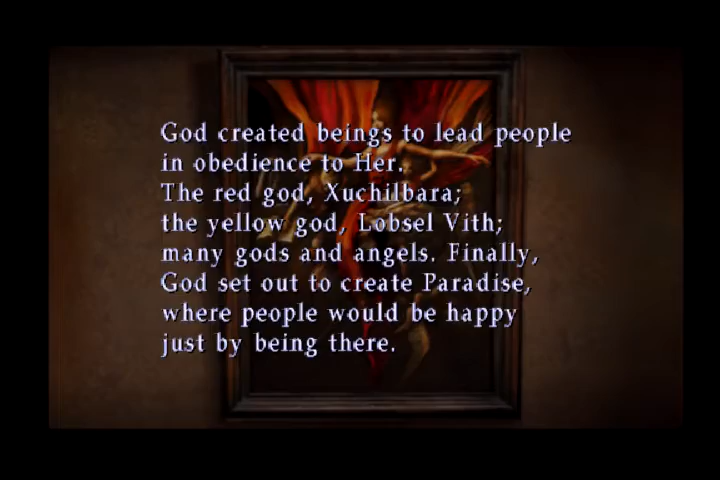 God created beings to lead people
in obedience to Her.
The red god, Xuchilbara;
the yellow god, Lobsel Vith;
many gods and angels. Finally,
God set out to create Paradise,
where people would be happy
just by being there.